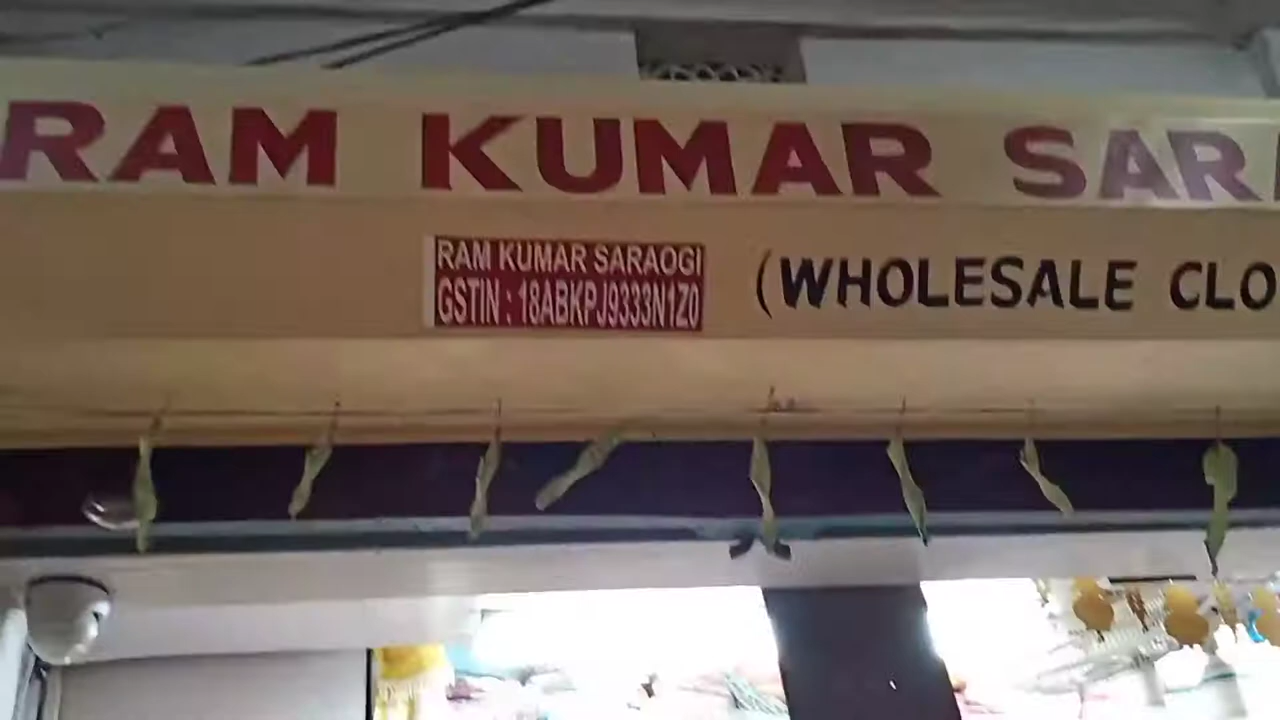 RAM KUMAR SAR
RAM KUMAR SARAOGI
GSTIN : 18ABKPJ9333N1Z0
(WHOLESALE CLO